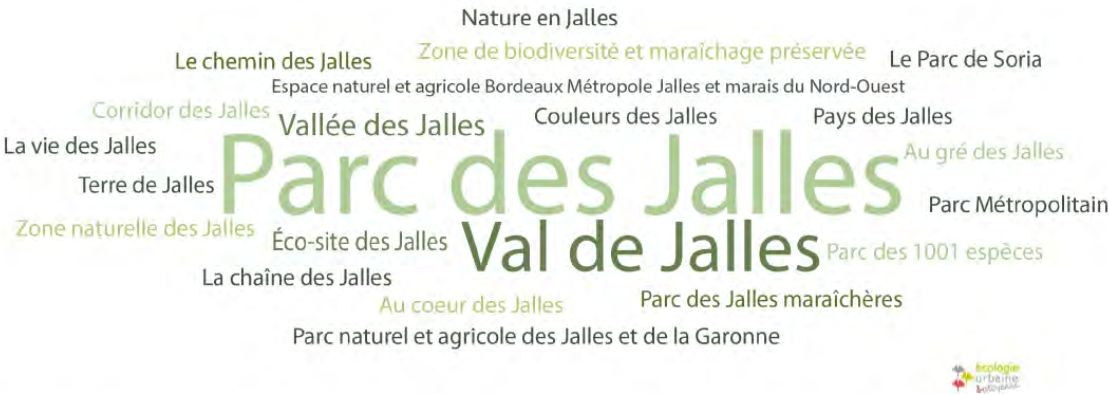 Nature en Jalles
Le chemin des Jalles
Zone de biodiversité et maraîchage préservée
Le Parc de Soria
Espace naturel et agricole Bordeaux Métropole Jalles et marais du Nord-Ouest
Corridor des Jalles
Vallée des Jalles
Couleurs des Jalles
Pays des Jalles
La vie des Jalles
Parc des Jalles
Au gré des Jalles
Terre de Jalles
Parc Métropolitain
Zone naturelle des Jalles
Éco-site des Jalles
Val de Jalles
Parc des 1001 espèces
La chaîne des Jalles
Au coeur des Jalles
Parc des Jalles maraîchères
Parc naturel et agricole des Jalles et de la Garonne
écologie
urbaine
&citoyenne